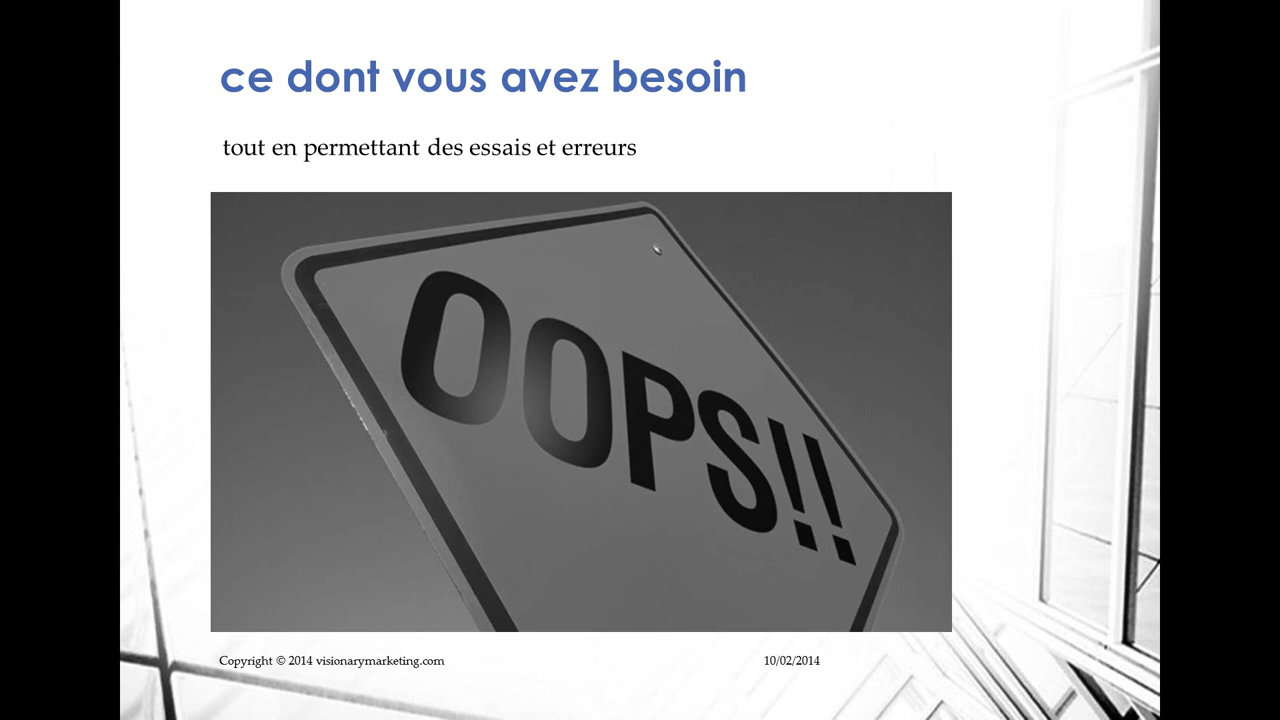 ce dont vous avez besoin
tout en permettant des essais et erreurs
OOPS!!
Copyright © 2014 visionarymarketing.com 10/02/2014